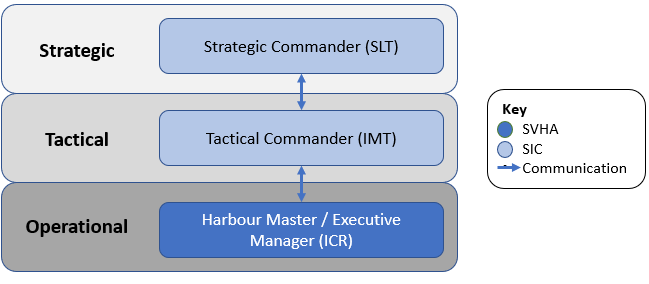 Strategic
Strategic Commander (SLT)
Tactical
Tactical Commander (IMT)
Operational
Harbour Master / Executive
Manager (ICR)
Key
SVHA
SIC
Communication